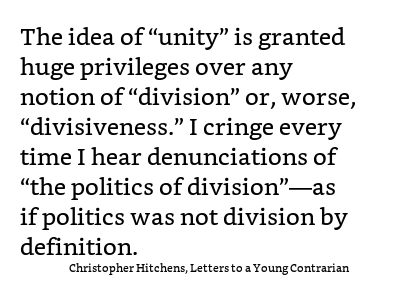 The idea of “unity” is granted
huge privileges over any
notion of “division” or, worse,
“divisiveness.” I cringe every
time I hear denunciations of
“the politics of division”—as
if politics was not division by
definition.
Christopher Hitchens, Letters to a Young Contrarian